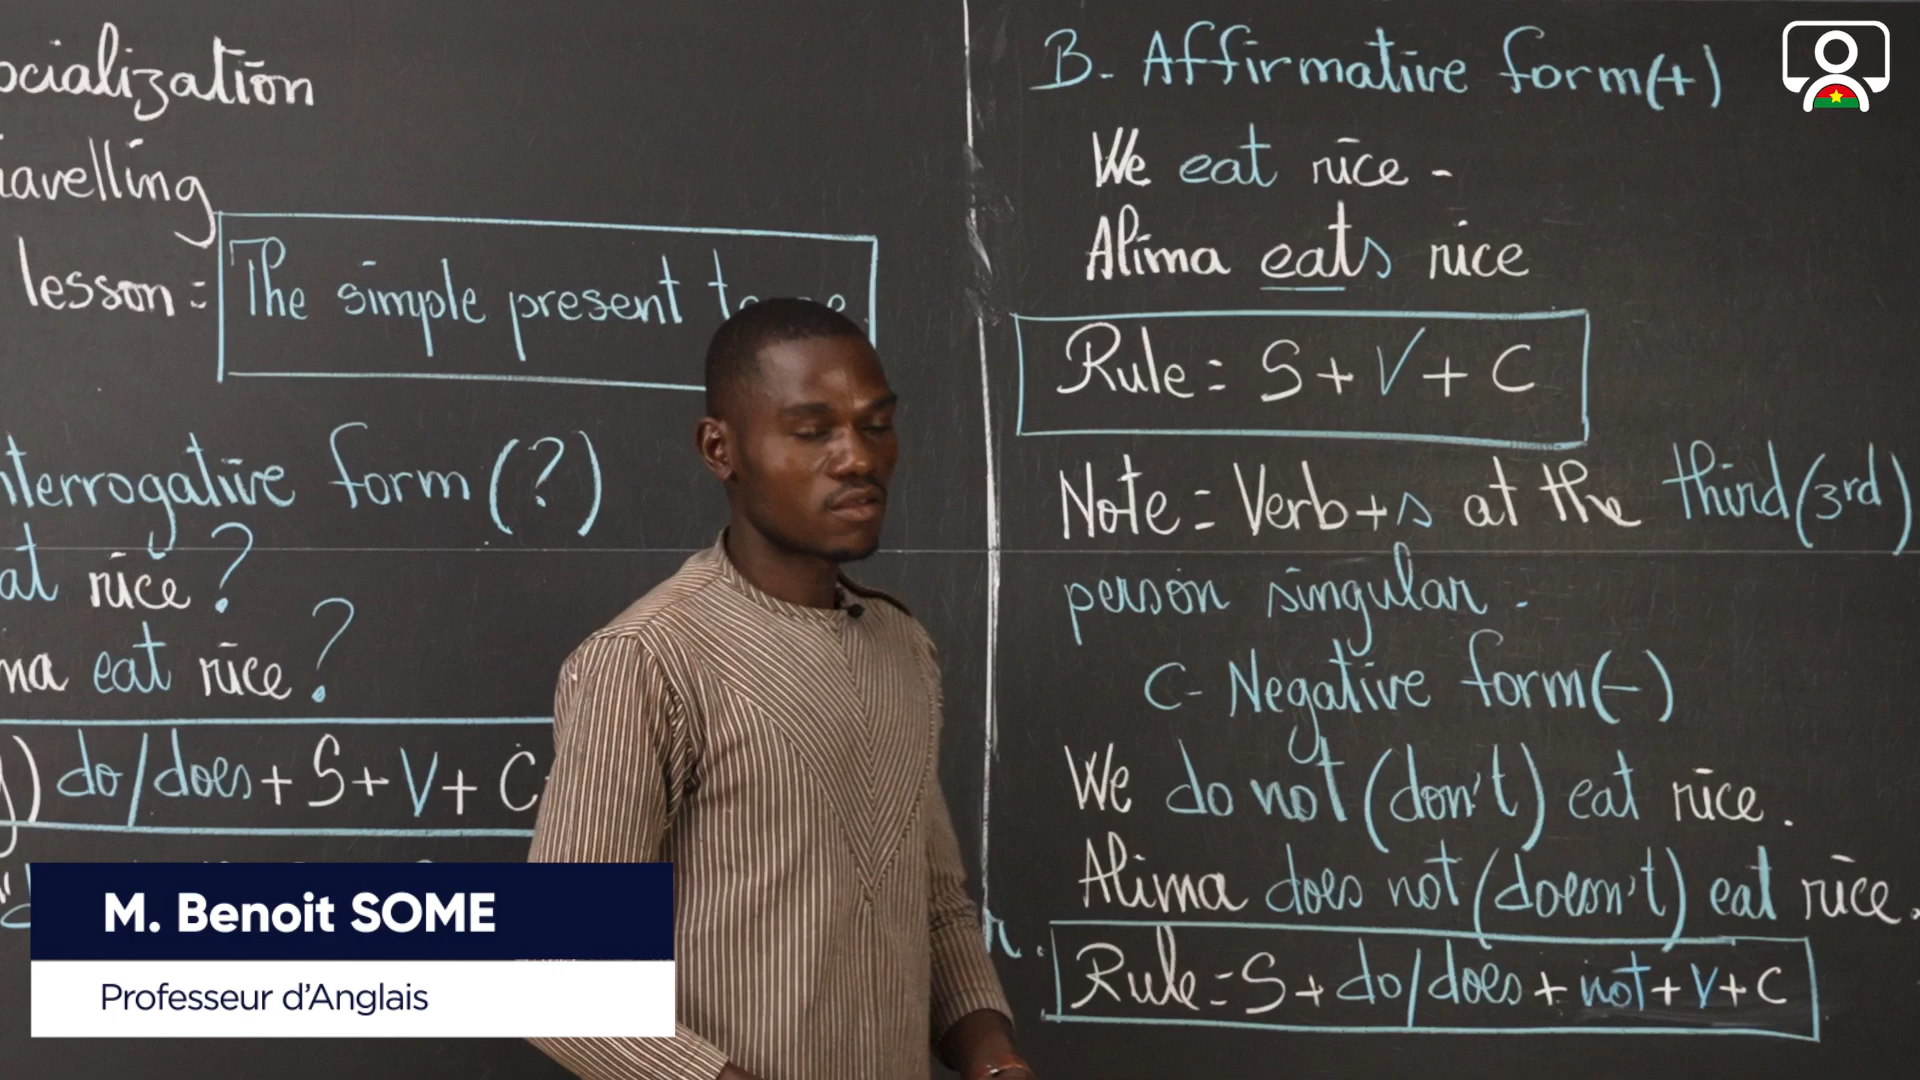 ocialization
ravelling
lesson = The simple present
nterrogative form (?)
at rice ?
ma eat rice ?
) do/does + S + V + C
B- Affirmative form (+)
We eat rice -
Alima eats rice
Rule = S + V + C
Note = Verb + s at the third (3rd)
person singular -
C- Negative form (-)
We do not (don't) eat rice.
Alima does not (doesn't) eat rice.
Rule = S + do/does + not + V + C
M. Benoit SOME
Professeur d'Anglais